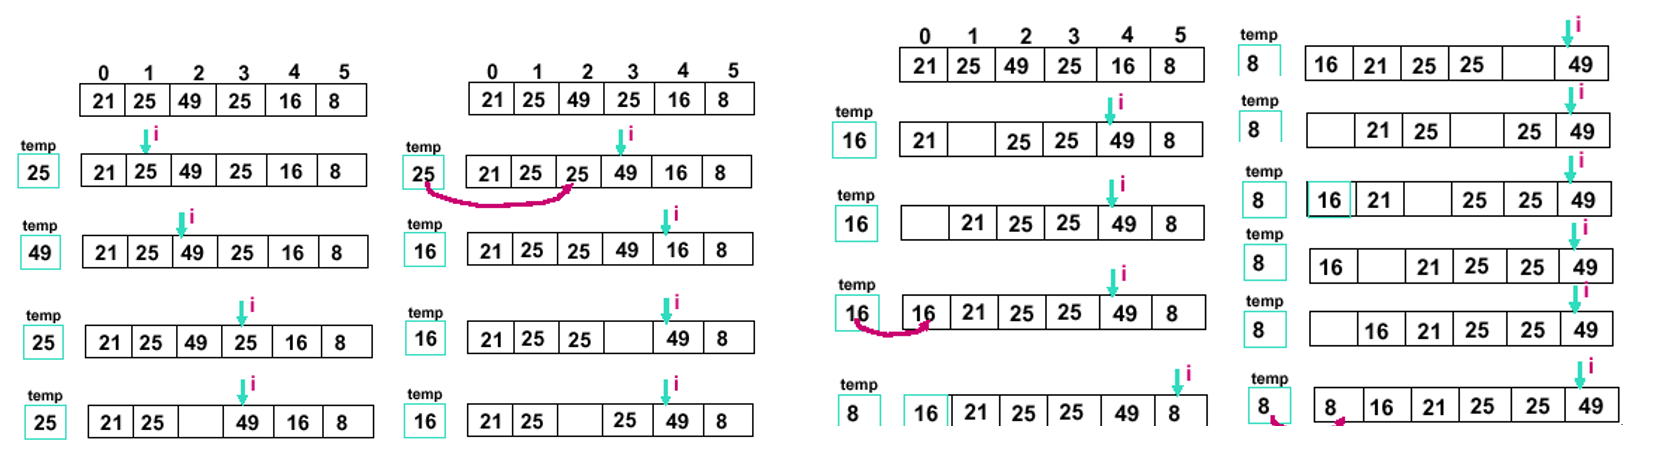 0 1 2 3 4 5
21 25 49 25 16 8
i
temp
25 21 25 49 25 16 8
i
temp
49 21 25 49 25 16 8
i
temp
25 21 25 49 25 16 8
i
temp
25 21 25 49 16 8
0 1 2 3 4 5
21 25 49 25 16 8
i
temp
25 21 25 25 49 16 8
i
temp
16 21 25 25 49 16 8
i
temp
16 21 25 25 49 8
i
temp
16 21 25 25 49 8
0 1 2 3 4 5
21 25 49 25 16 8
i
temp
16 21 25 25 49 8
i
temp
16 21 25 25 49 8
i
temp
16 16 21 25 25 49 8
i
temp
8 16 21 25 25 49 8
i
temp
8 16 21 25 25 49
i
temp
8 21 25 25 49
i
temp
8 16 21 25 25 49
i
temp
8 16 21 25 25 49
i
temp
8 16 21 25 25 49
i
temp
8 8 16 21 25 25 49